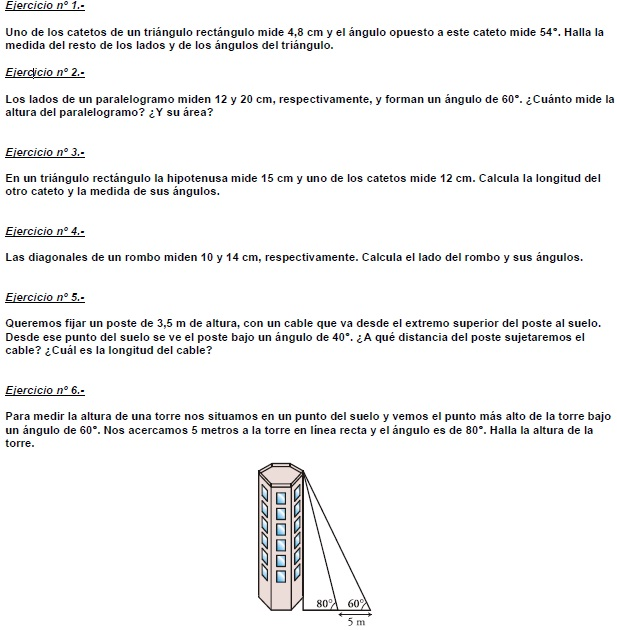 Ejercicio nº 1.-
Uno de los catetos de un triángulo rectángulo mide 4,8 cm y el ángulo opuesto a este cateto mide 54°. Halla la
medida del resto de los lados y de los ángulos del triángulo.
Ejercicio nº 2.-
Los lados de un paralelogramo miden 12 y 20 cm, respectivamente, y forman un ángulo de 60°. ¿Cuánto mide la
altura del paralelogramo? ¿Y su área?
Ejercicio nº 3.-
En un triángulo rectángulo la hipotenusa mide 15 cm y uno de los catetos mide 12 cm. Calcula la longitud del
otro cateto y la medida de sus ángulos.
Ejercicio nº 4.-
Las diagonales de un rombo miden 10 y 14 cm, respectivamente. Calcula el lado del rombo y sus ángulos.
Ejercicio nº 5.-
Queremos fijar un poste de 3,5 m de altura, con un cable que va desde el extremo superior del poste al suelo.
Desde ese punto del suelo se ve el poste bajo un ángulo de 40°. ¿A qué distancia del poste sujetaremos el
cable? ¿Cuál es la longitud del cable?
Ejercicio nº 6.-
Para medir la altura de una torre nos situamos en un punto del suelo y vemos el punto más alto de la torre bajo
un ángulo de 60°. Nos acercamos 5 metros a la torre en línea recta y el ángulo es de 80°. Halla la altura de la
torre.
80° 60°
5 m